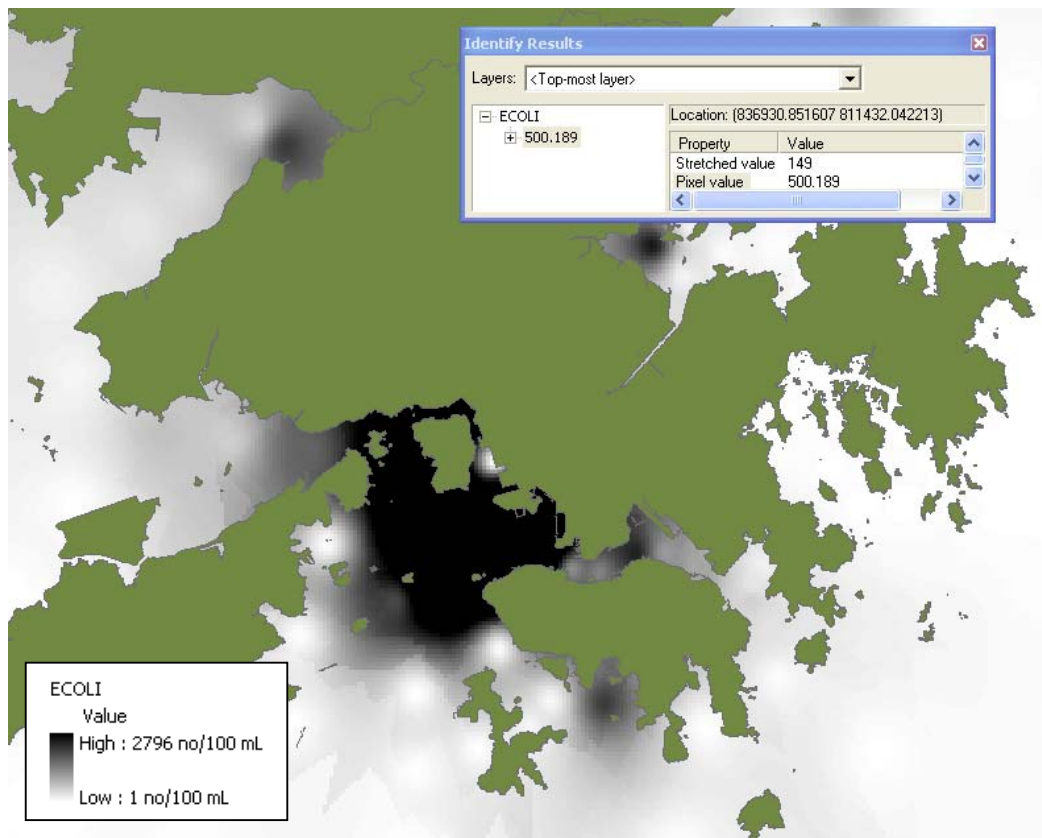 Identify Results
Layers: <Top-most layer>
ECOLI
500.189
Location: (836930.851607 811432.042213)
Property Value
Stretched value 149
Pixel value 500.189
ECOLI
Value
High : 2796 no/100 mL
Low : 1 no/100 mL